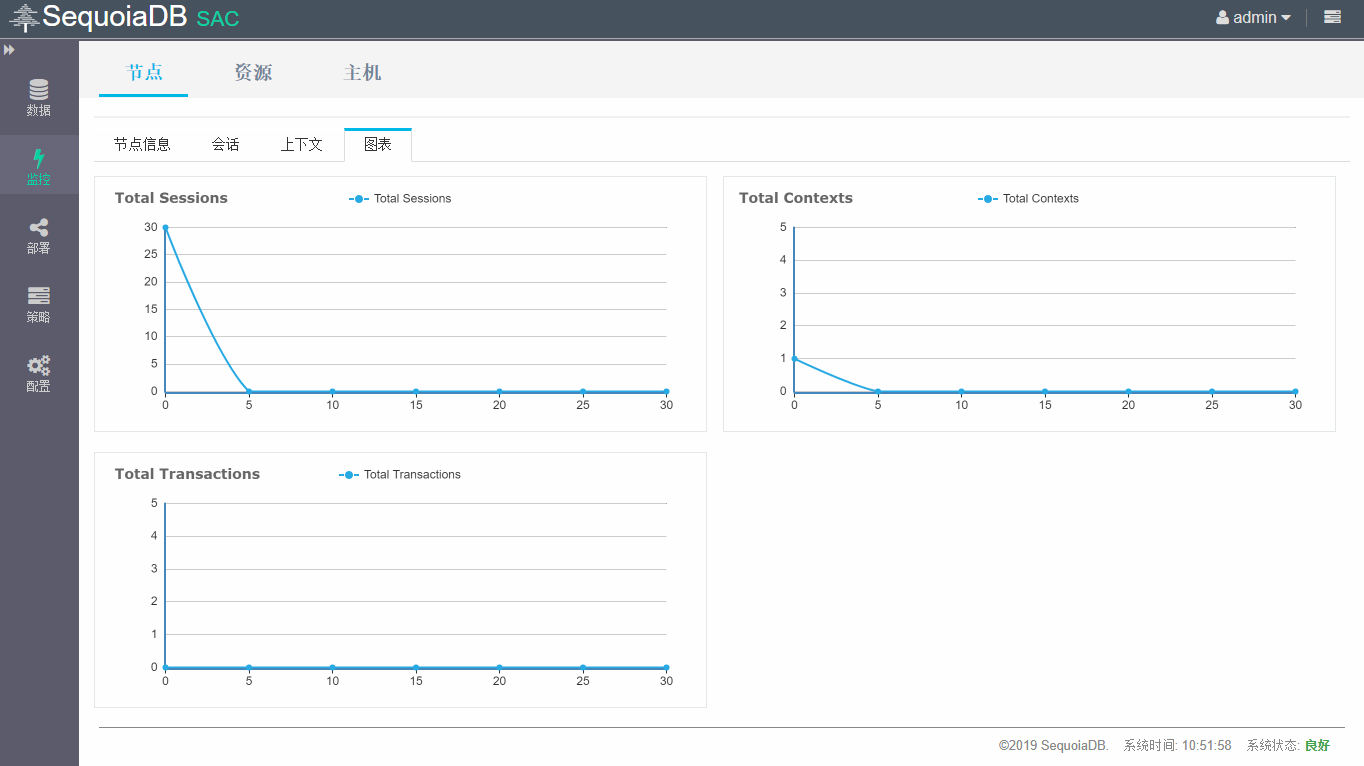 SequoiaDB SAC
admin
数据
监控
部署
策略
配置
节点 资源 主机
节点信息 会话 上下文 图表
Total Sessions
Total Sessions
30
25
20
15
10
5
0
0 5 10 15 20 25 30
Total Contexts
Total Contexts
5
4
3
2
1
0
0 5 10 15 20 25 30
Total Transactions
Total Transactions
5
4
3
2
1
0
0 5 10 15 20 25 30
©2019 SequoiaDB. 系统时间: 10:51:58 系统状态: 良好